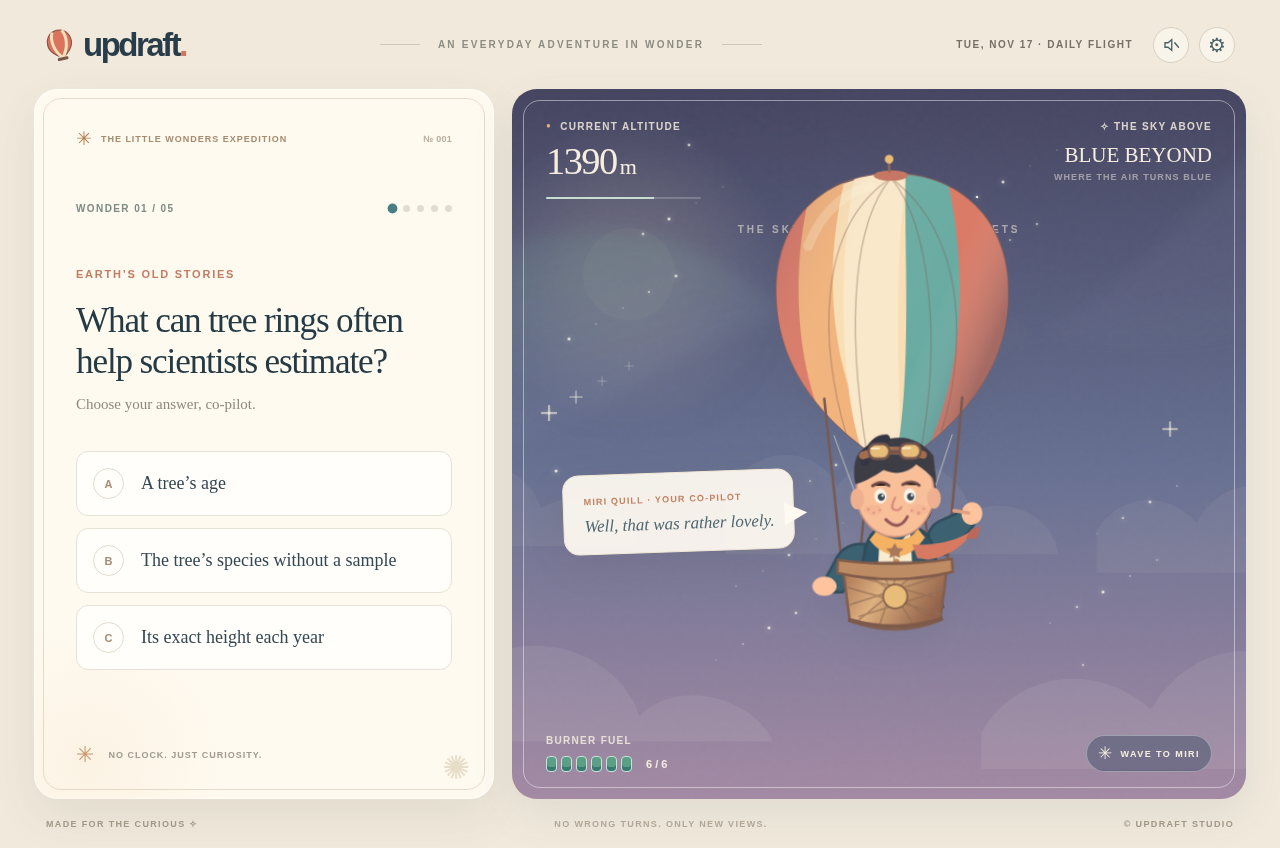 updraft.
AN EVERYDAY ADVENTURE IN WONDER
TUE, NOV 17 · DAILY FLIGHT
THE LITTLE WONDERS EXPEDITION
№ 001
WONDER 01 / 05
EARTH’S OLD STORIES
What can tree rings often
help scientists estimate?
Choose your answer, co-pilot.
A
A tree’s age
B
The tree’s species without a sample
C
Its exact height each year
NO CLOCK. JUST CURIOSITY.
CURRENT ALTITUDE
1390 m
THE SKY ABOVE
BLUE BEYOND
WHERE THE AIR TURNS BLUE
THE
MIRI QUILL · YOUR CO-PILOT
Well, that was rather lovely.
BURNER FUEL
6 / 6
WAVE TO MIRI
MADE FOR THE CURIOUS
NO WRONG TURNS. ONLY NEW VIEWS.
© UPDRAFT STUDIO